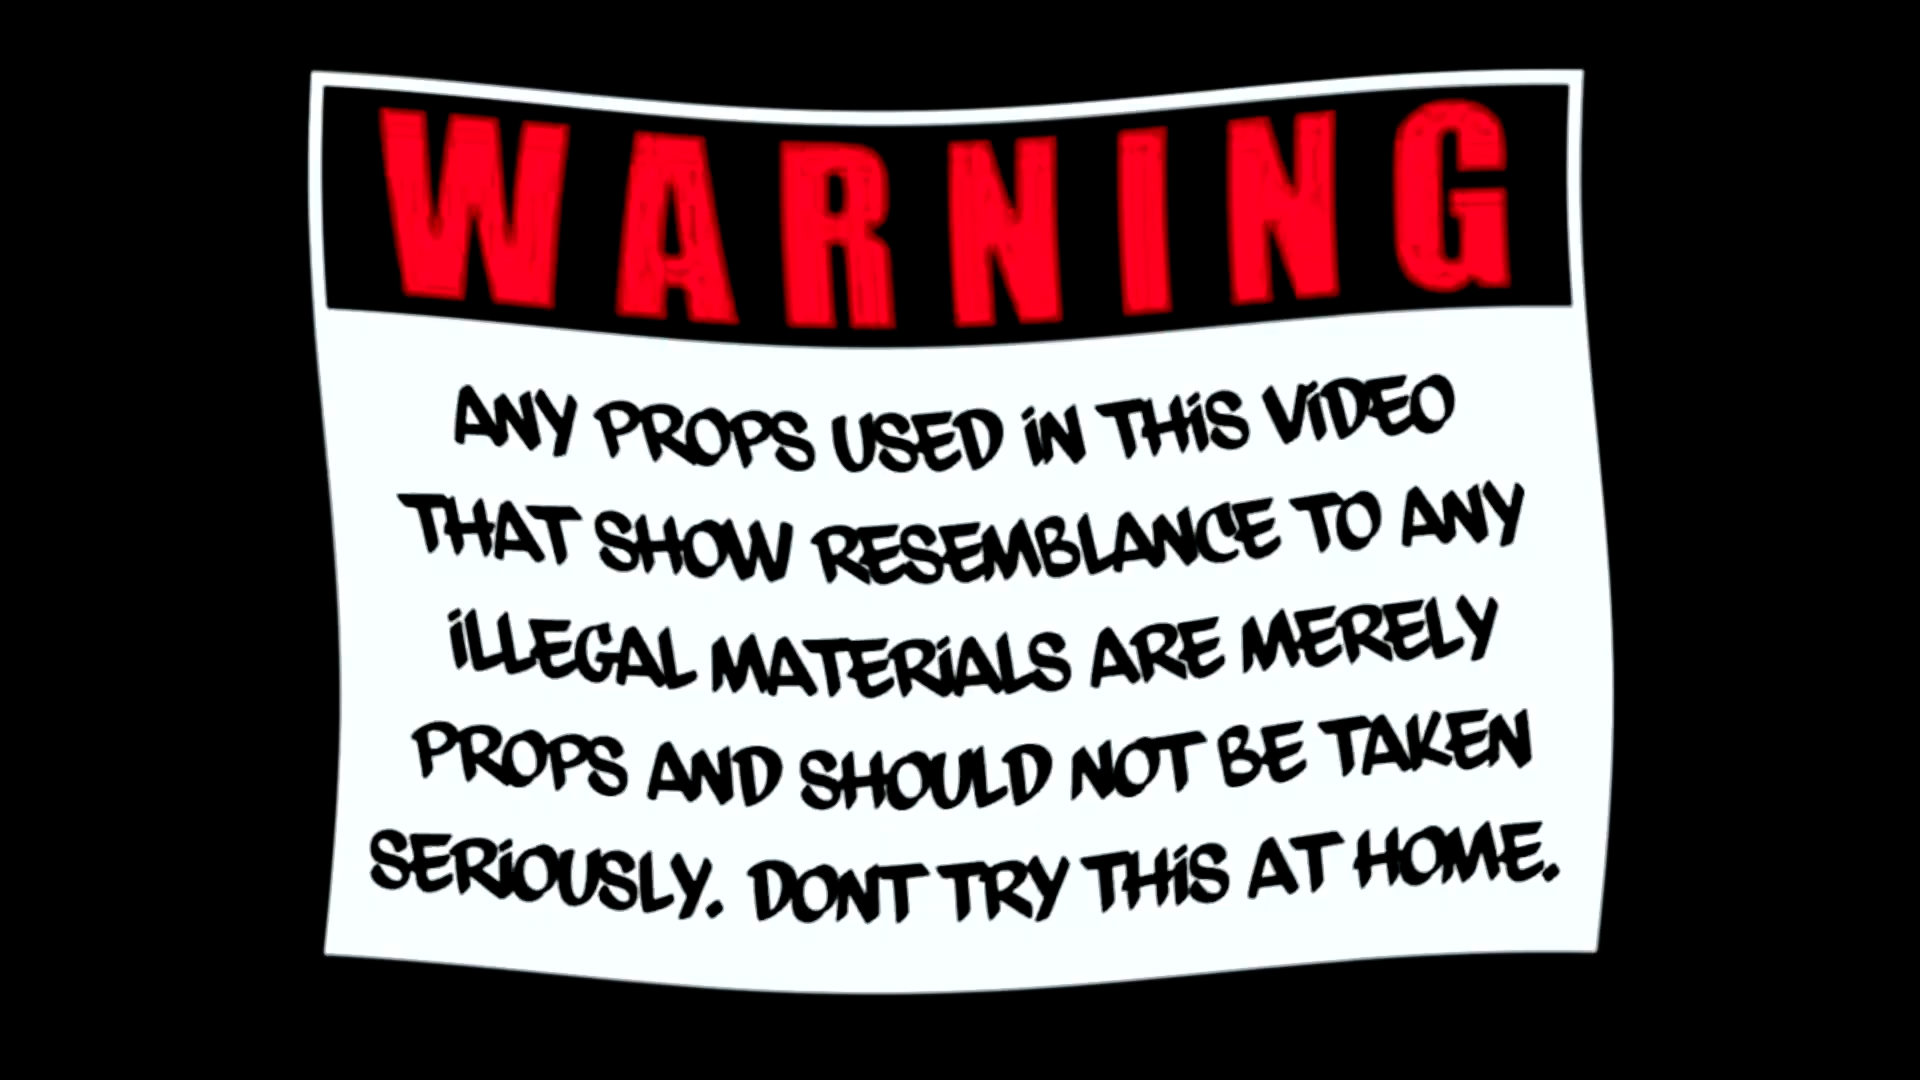 WARNING
ANY PROPS USED IN THIS VIDEO
THAT SHOW RESEMBLANCE TO ANY
ILLEGAL MATERIALS ARE MERELY
PROPS AND SHOULD NOT BE TAKEN
SERIOUSLY. DONT TRY THIS AT HOME.